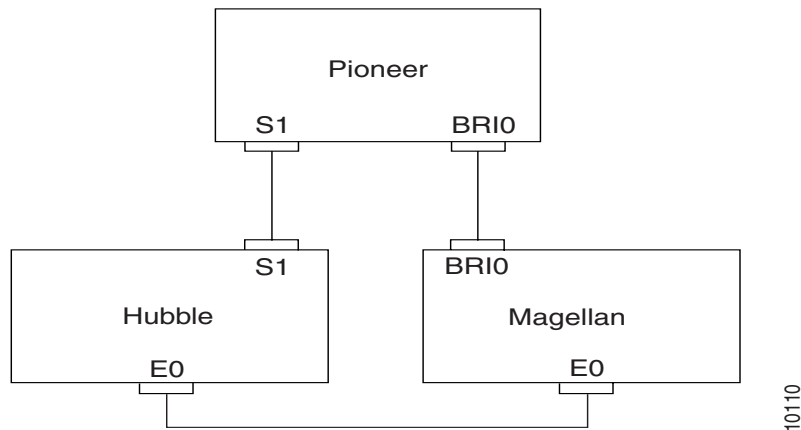 Pioneer
S1 BRI0
S1 BRI0
Hubble Magellan
E0 E0
10110